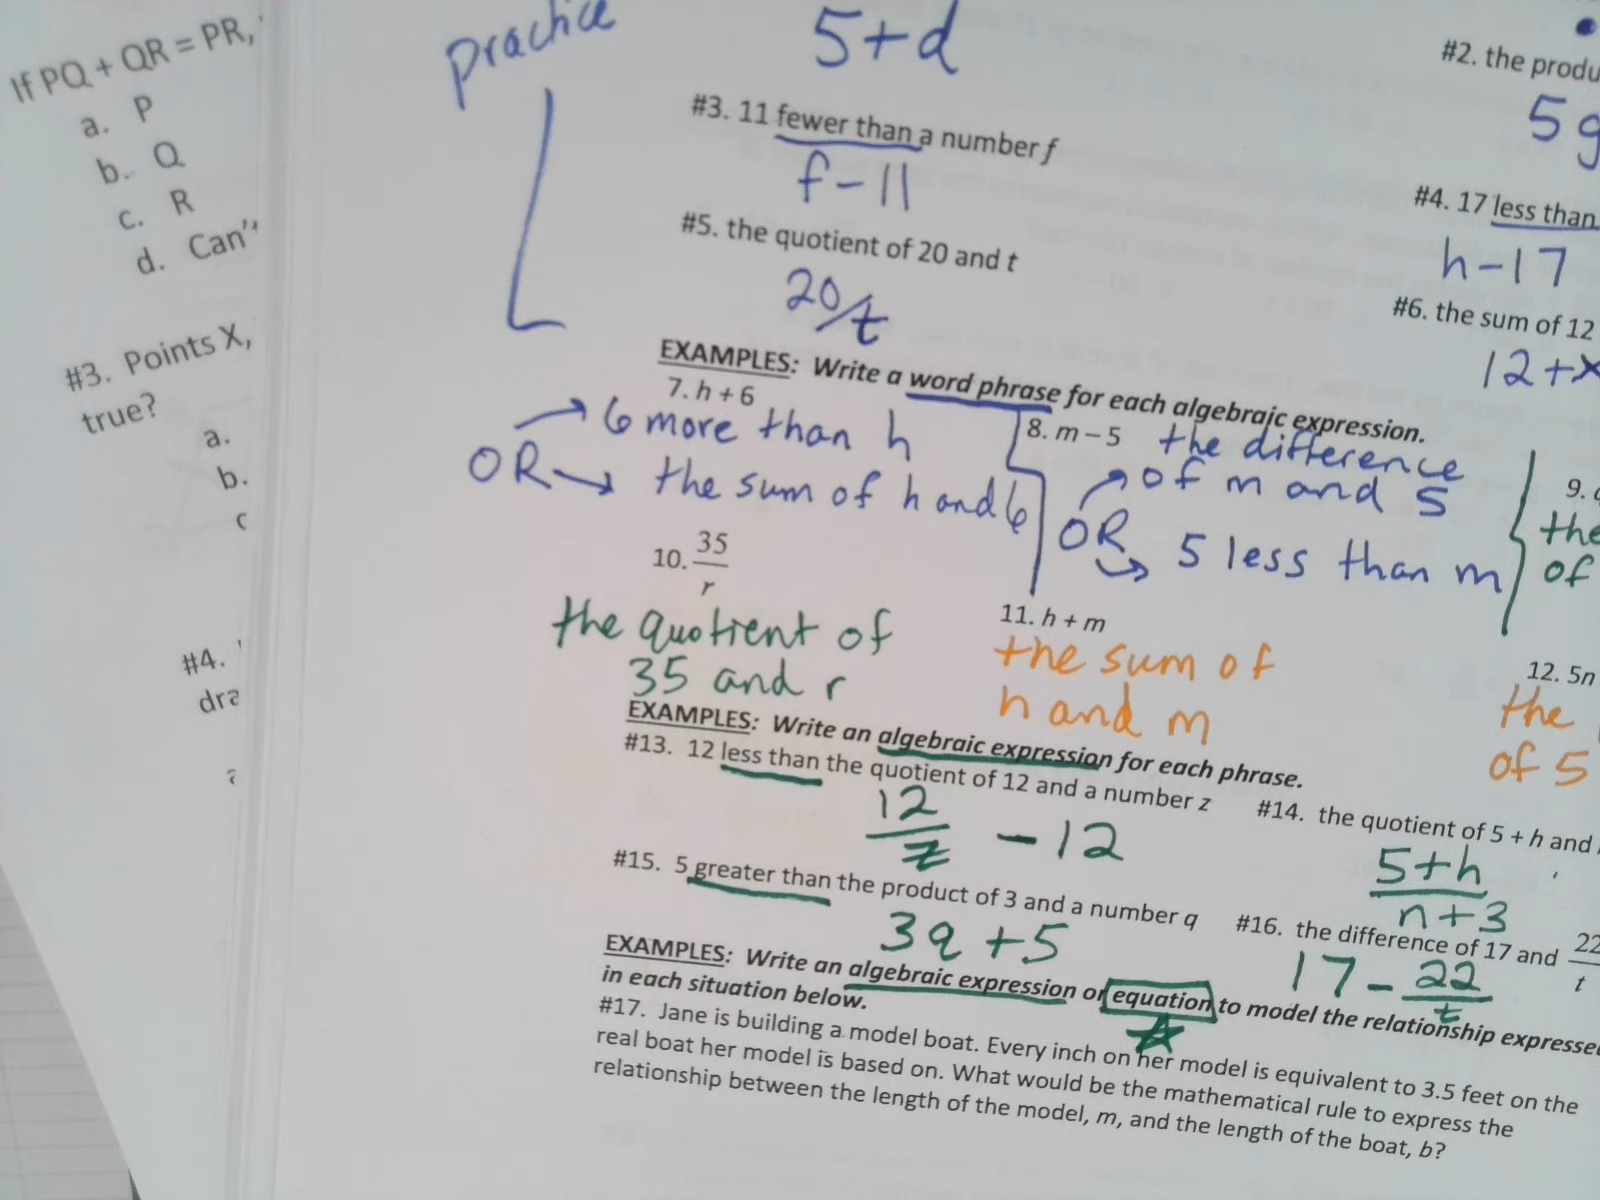 If PQ + QR = PR,
a. P
b. Q
c. R
d. Can't
#3. Points X,
true?
a.
b.
#4.
practice
5+d
#2. the produ
5g
#3. 11 fewer than a number f
f-11
#4. 17 less than
h-17
#5. the quotient of 20 and t
20/t
#6. the sum of 12
12+x
EXAMPLES: Write a word phrase for each algebraic expression.
7. h + 6
6 more than h
OR the sum of h and 6
8. m – 5
the difference
of m and 5
OR 5 less than m
9.
the
of
10. 35/r
the quotient of
35 and r
11. h + m
the sum of
h and m
12. 5n
the
of 5
EXAMPLES: Write an algebraic expression for each phrase.
#13. 12 less than the quotient of 12 and a number z
12/z - 12
#14. the quotient of 5 + h and
5+h/n+3
#15. 5 greater than the product of 3 and a number q
3q+5
#16. the difference of 17 and 22/t
17 - 22/t
EXAMPLES: Write an algebraic expression or equation to model the relationship expresse
in each situation below.
#17. Jane is building a model boat. Every inch on her model is equivalent to 3.5 feet on the
real boat her model is based on. What would be the mathematical rule to express the
relationship between the length of the model, m, and the length of the boat, b?